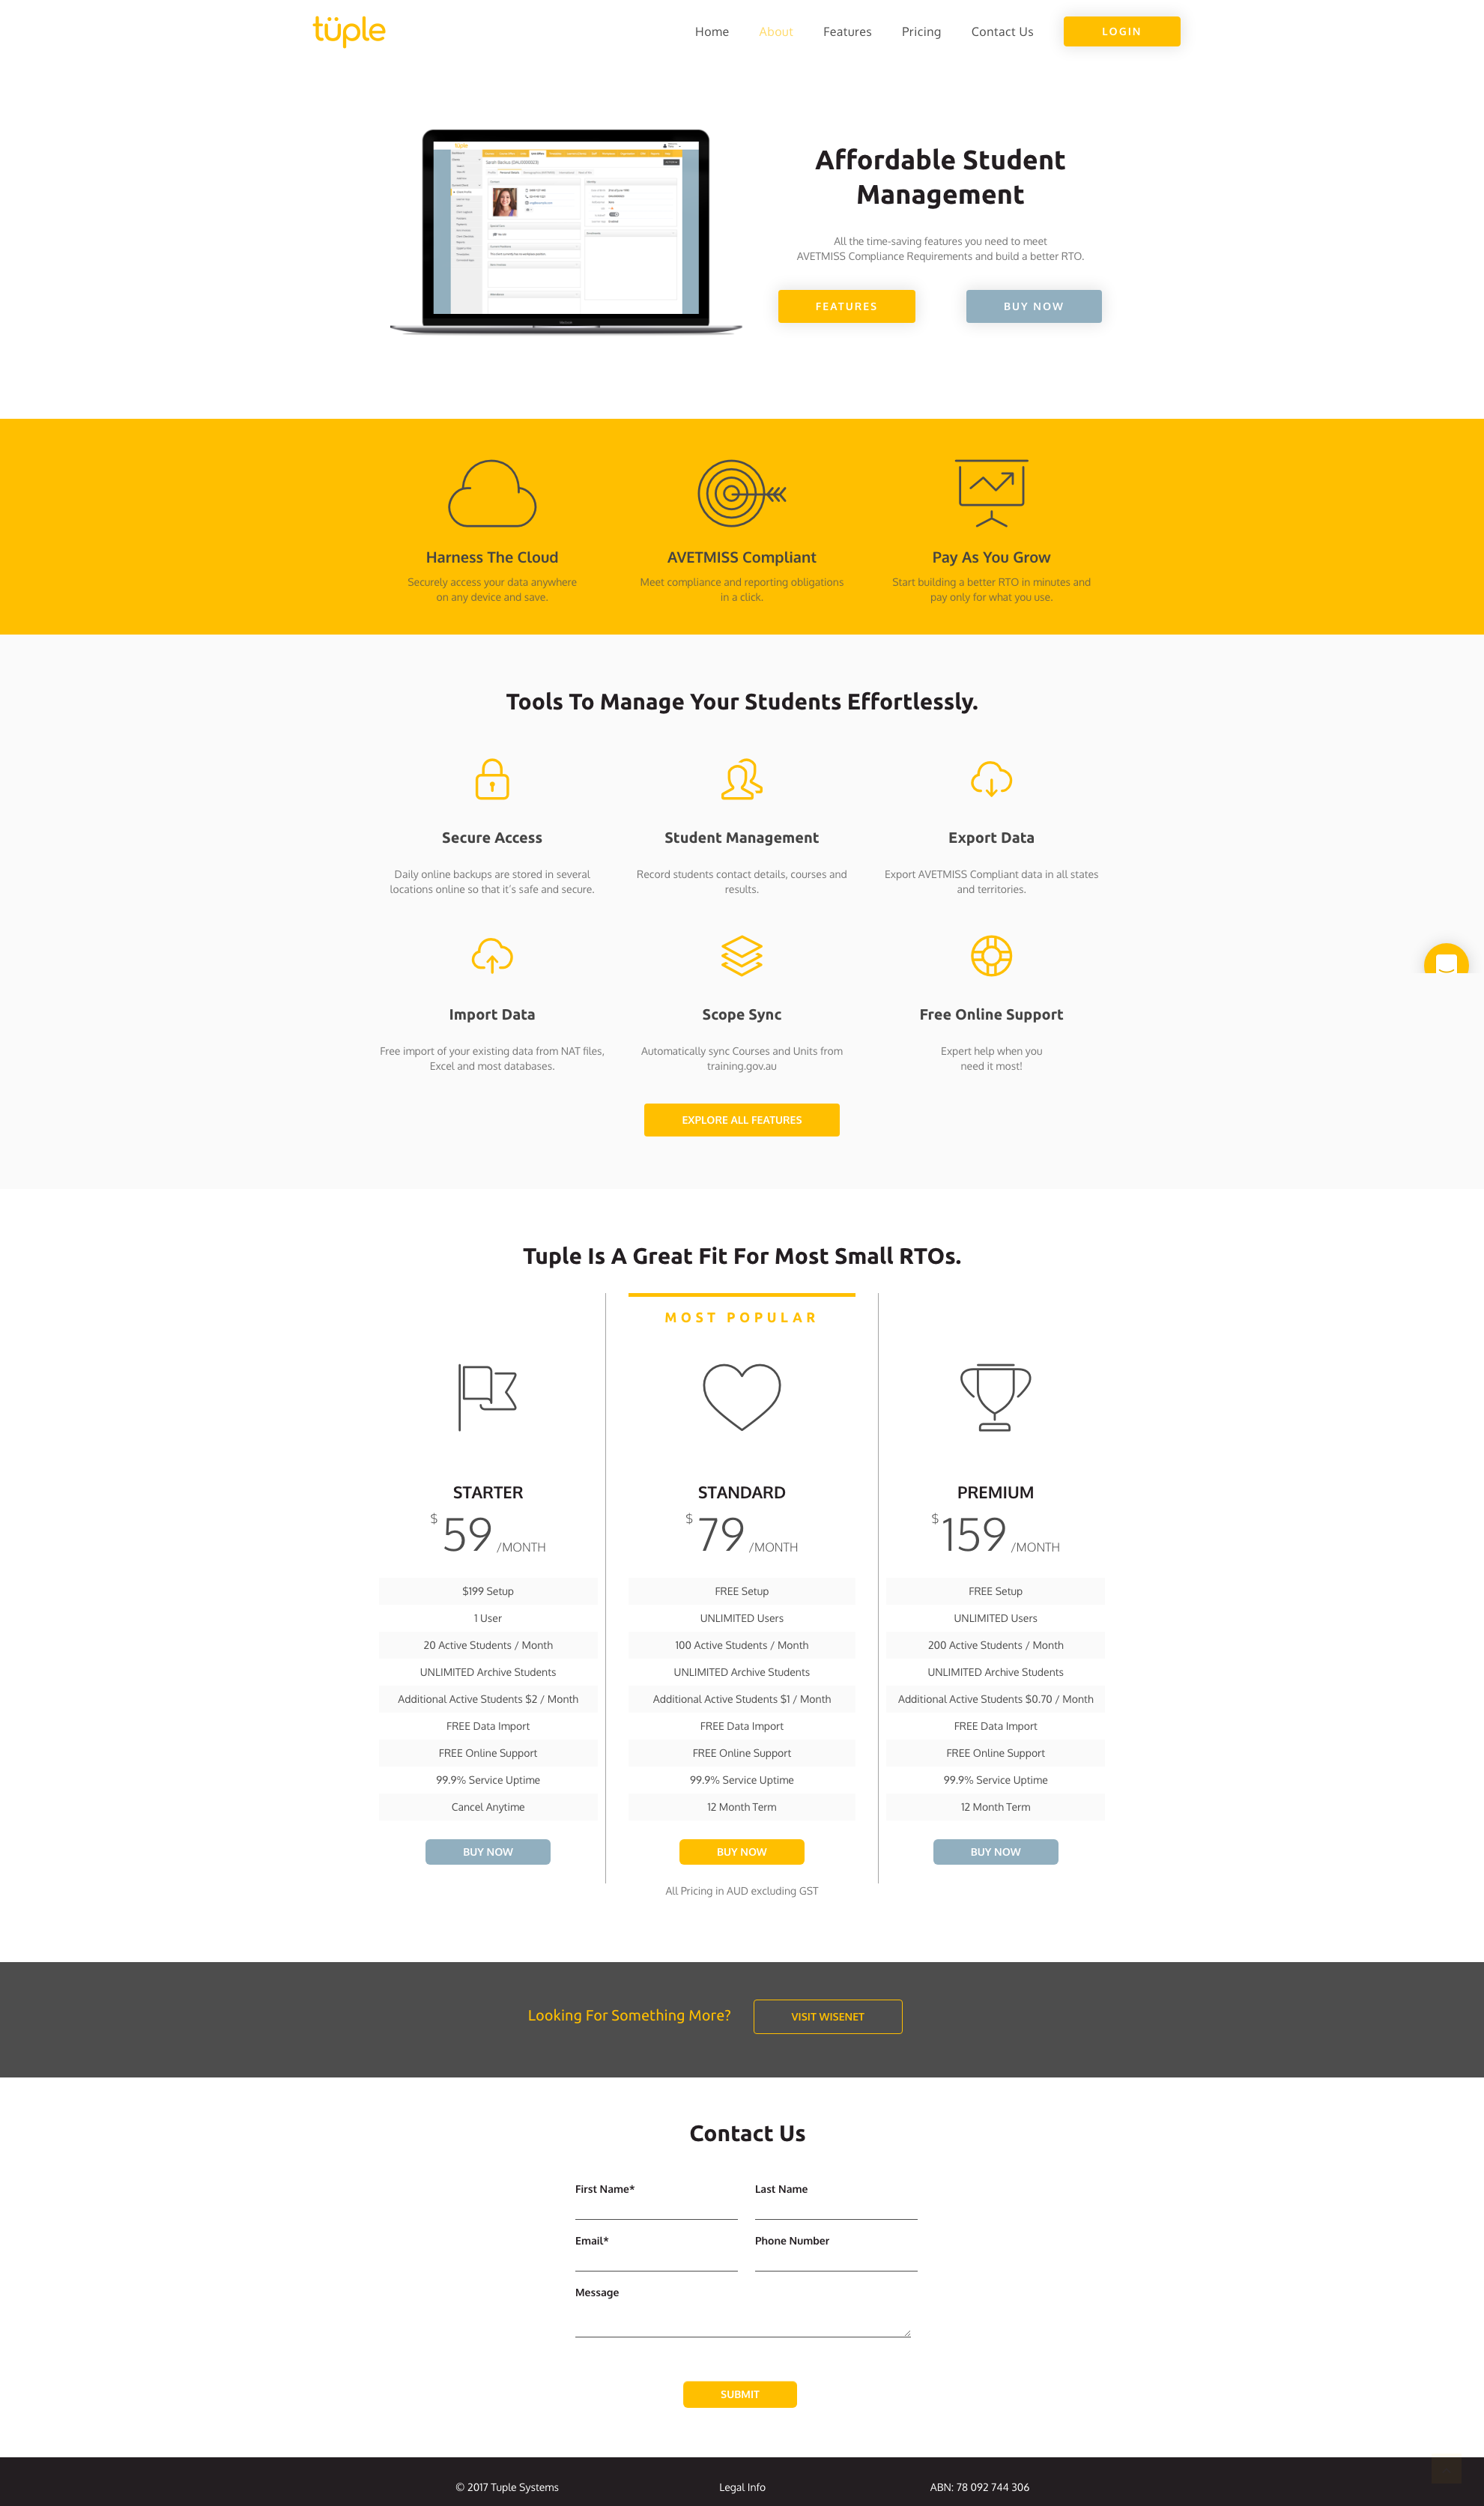 tüple
Home About Features Pricing Contact Us LOGIN
Affordable Student
Management
All the time-saving features you need to meet
AVETMISS Compliance Requirements and build a better RTO.
FEATURES BUY NOW
Harness The Cloud
Securely access your data anywhere
on any device and save.
AVETMISS Compliant
Meet compliance and reporting obligations
in a click.
Pay As You Grow
Start building a better RTO in minutes and
pay only for what you use.
Tools To Manage Your Students Effortlessly.
Secure Access
Daily online backups are stored in several
locations online so that it's safe and secure.
Student Management
Record students contact details, courses and
results.
Export Data
Export AVETMISS Compliant data in all states
and territories.
Import Data
Free import of your existing data from NAT files,
Excel and most databases.
Scope Sync
Automatically sync Courses and Units from
training.gov.au
Free Online Support
Expert help when you
need it most!
EXPLORE ALL FEATURES
Tuple Is A Great Fit For Most Small RTOs.
STARTER
$ 59 /MONTH
$199 Setup
1 User
20 Active Students / Month
UNLIMITED Archive Students
Additional Active Students $2 / Month
FREE Data Import
FREE Online Support
99.9% Service Uptime
Cancel Anytime
BUY NOW
MOST POPULAR
STANDARD
$ 79 /MONTH
FREE Setup
UNLIMITED Users
100 Active Students / Month
UNLIMITED Archive Students
Additional Active Students $1 / Month
FREE Data Import
FREE Online Support
99.9% Service Uptime
12 Month Term
BUY NOW
PREMIUM
$ 159 /MONTH
FREE Setup
UNLIMITED Users
200 Active Students / Month
UNLIMITED Archive Students
Additional Active Students $0.70 / Month
FREE Data Import
FREE Online Support
99.9% Service Uptime
12 Month Term
BUY NOW
All Pricing in AUD excluding GST
Looking For Something More? VISIT WISENET
Contact Us
First Name* Last Name
Email* Phone Number
Message
SUBMIT
© 2017 Tuple Systems Legal Info ABN: 78 092 744 306